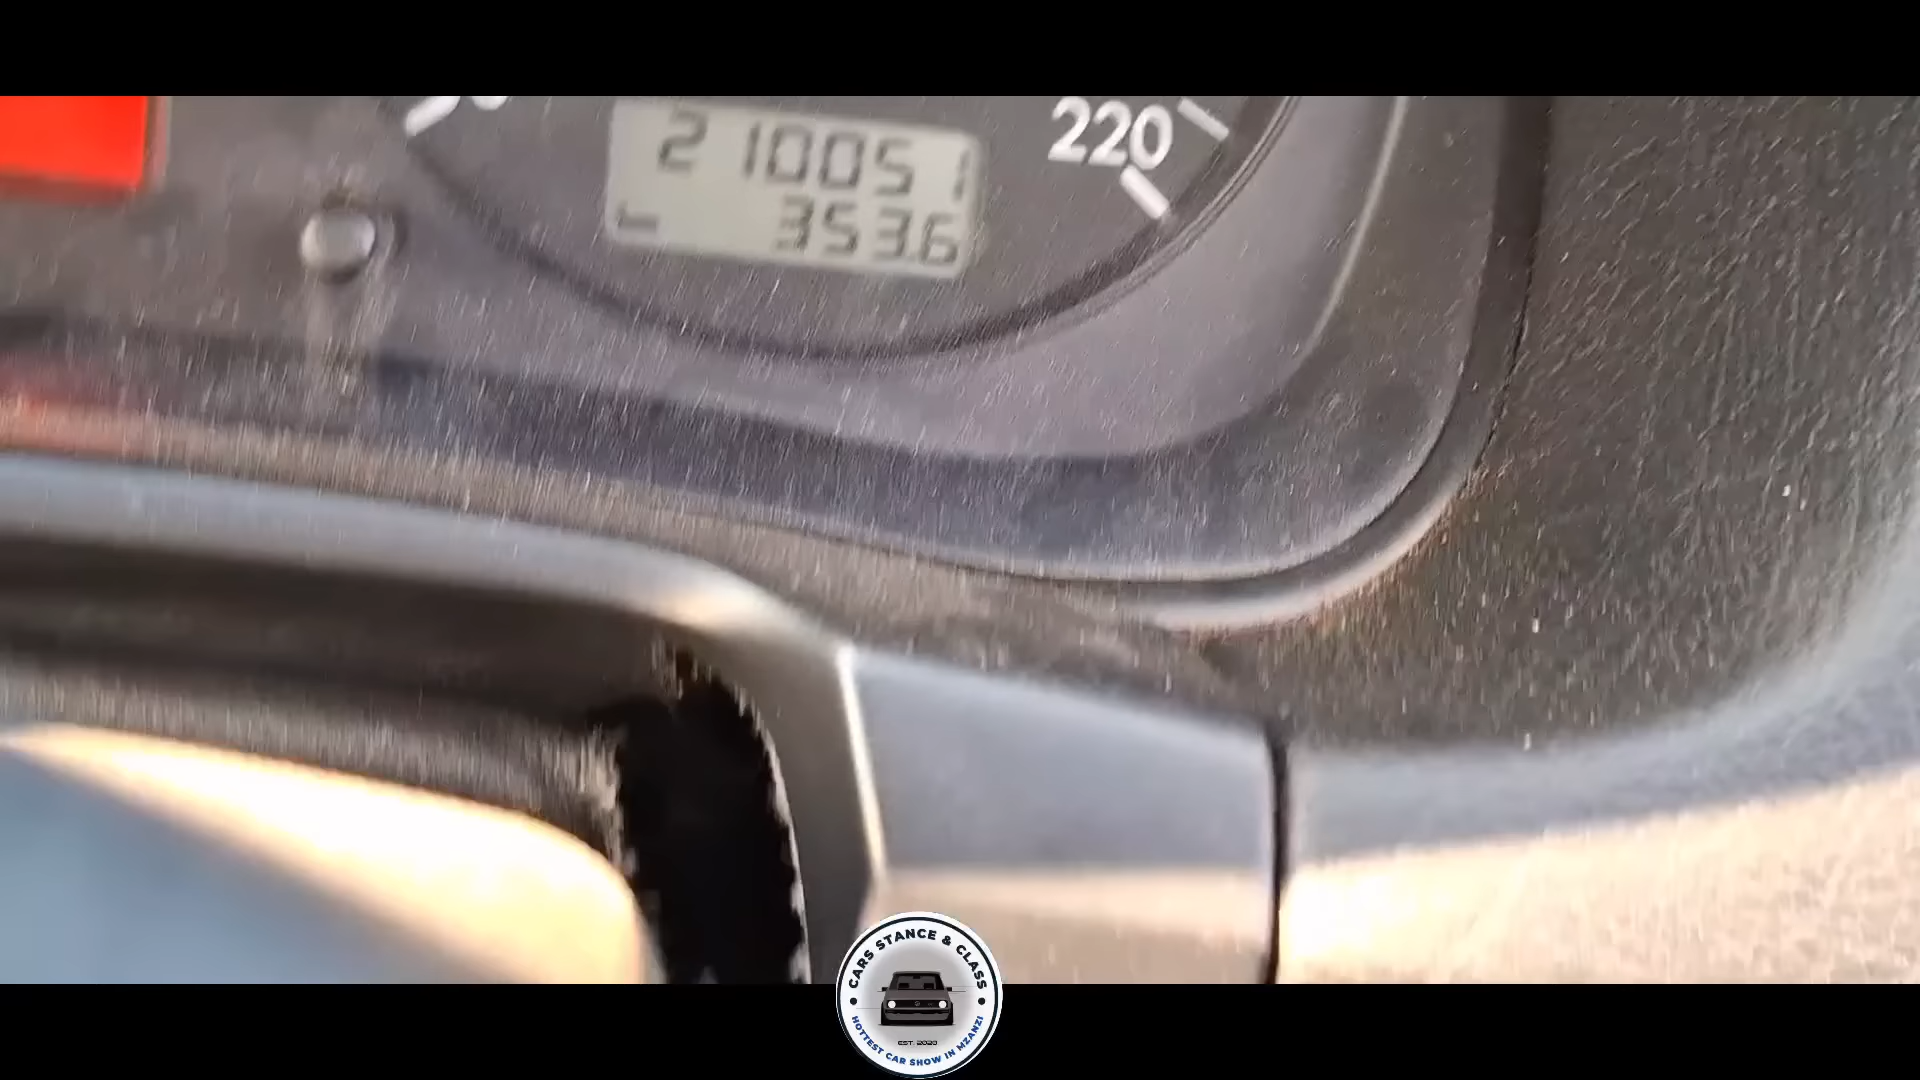 220
210051
353.6
CARS STANCE & CLASS
EST. 2020
HOTTEST CAR SHOW IN MZANZI